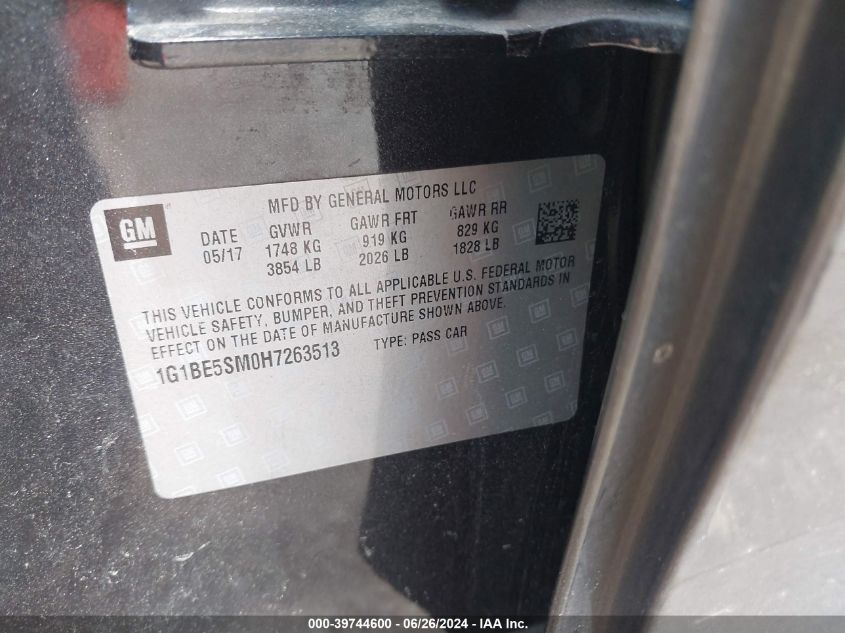 GM
MFD BY GENERAL MOTORS LLC
DATE GVWR GAWR FRT GAWR RR
05/17 1748 KG 919 KG 829 KG
3854 LB 2026 LB 1828 LB
THIS VEHICLE CONFORMS TO ALL APPLICABLE U.S. FEDERAL MOTOR
VEHICLE SAFETY, BUMPER, AND THEFT PREVENTION STANDARDS IN
EFFECT ON THE DATE OF MANUFACTURE SHOWN ABOVE.
1G1BE5SM0H7263513 TYPE: PASS CAR
000-39744600 - 06/26/2024 - IAA Inc.